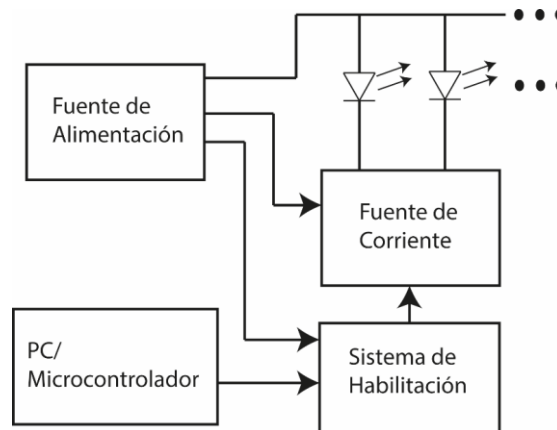 Fuente de
Alimentación
Fuente de
Corriente
PC/
Microcontrolador
Sistema de
Habilitación